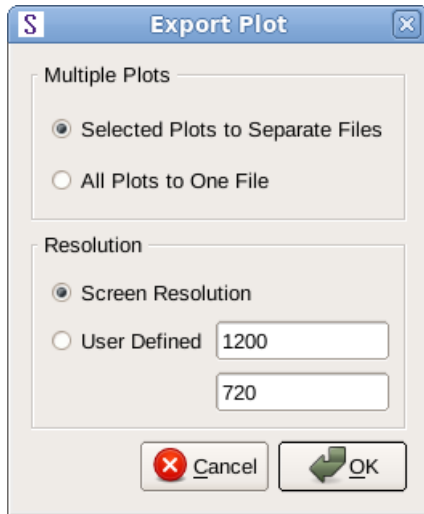 S Export Plot
Multiple Plots
Selected Plots to Separate Files
All Plots to One File
Resolution
Screen Resolution
User Defined 1200
720
Cancel OK